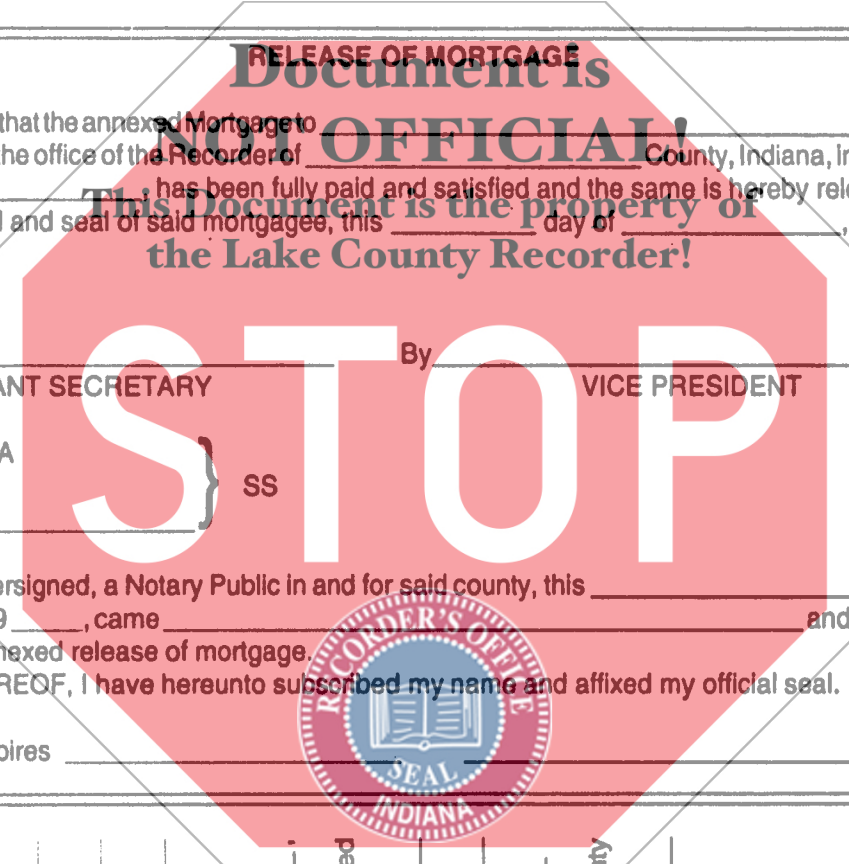 RELEASE OF MORTGAGE
Document is
that the annexed Mortgage to
NOT OFFICIAL!
the office of the Recorder of County, Indiana, in
, has been fully paid and satisfied and the same is hereby rele
This Document is the property of
and seal of said mortgagee, this day of ,
the Lake County Recorder!
By
ANT SECRETARY VICE PRESIDENT
STOP
A
} SS
ersigned, a Notary Public in and for said county, this
9 , came and
nexed release of mortgage.
REOF, I have hereunto subscribed my name and affixed my official seal.
RECORDER'S OFFICE
SEAL
INDIANA
pires
ed
ty